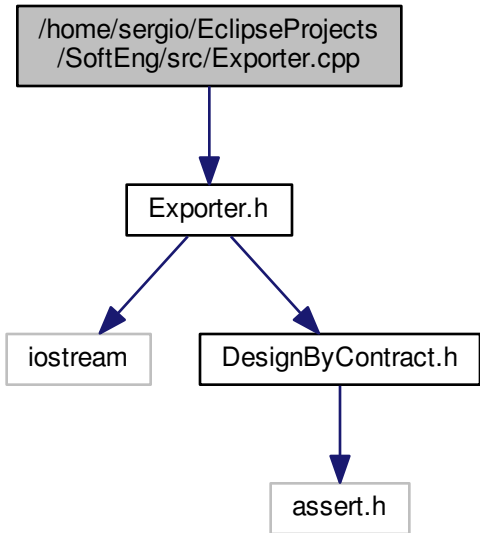 /home/sergio/EclipseProjects
/SoftEng/src/Exporter.cpp
Exporter.h
iostream
DesignByContract.h
assert.h